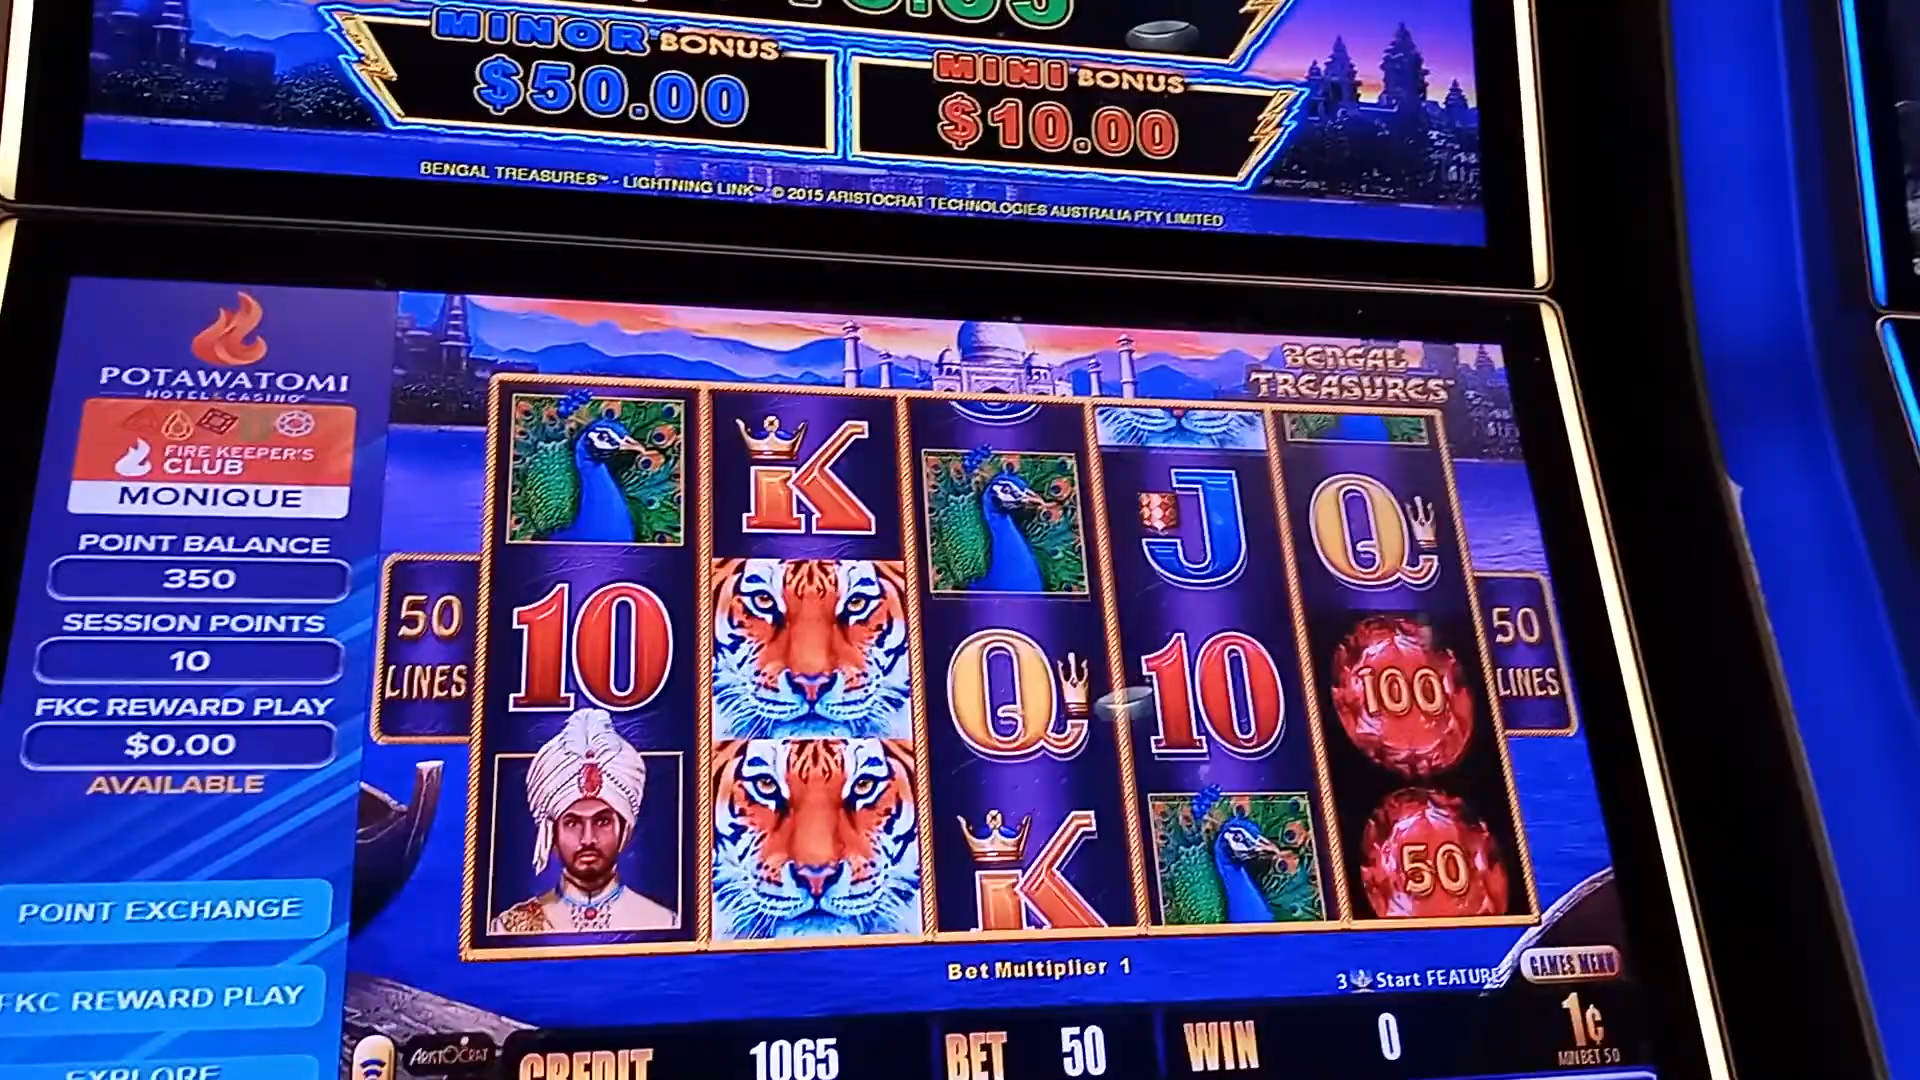 MINOR BONUS
$50.00
MINI BONUS
$10.00
BENGAL TREASURES™ - LIGHTNING LINK™ © 2015 ARISTOCRAT TECHNOLOGIES AUSTRALIA PTY LIMITED
POTAWATOMI
HOTEL & CASINO
FIRE KEEPER'S
CLUB
MONIQUE
POINT BALANCE
350
SESSION POINTS
10
FKC REWARD PLAY
$0.00
AVAILABLE
POINT EXCHANGE
FKC REWARD PLAY
EXPLORE
BENGAL
TREASURES™
50
LINES
K
J
Q
10
Q
10
100
K
50
50
LINES
Bet Multiplier 1
3 Start FEATURE
GAMES MENU
ARISTOCRAT
CREDIT 1065
BET 50
WIN 0
1¢
MIN BET 50